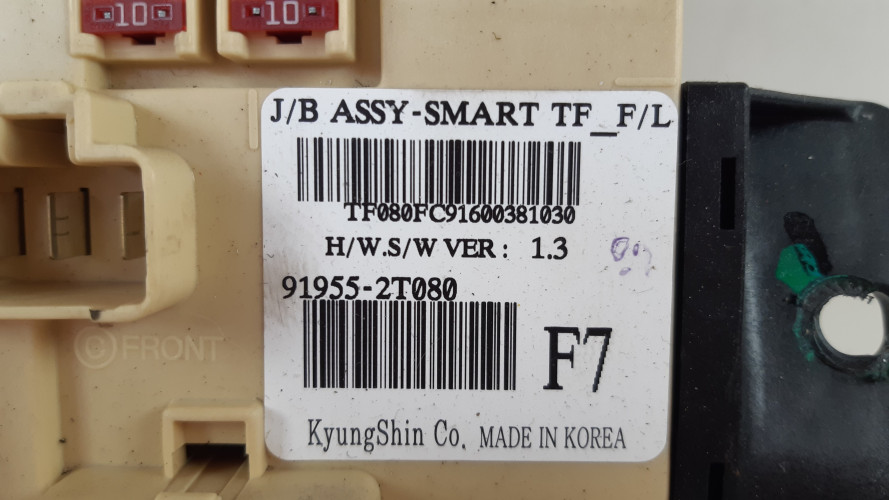 10 10
J/B ASSY-SMART TF_F/L
TF080FC91600381030
H/W.S/W VER : 1.3
91955-2T080
F7
FRONT
KyungShin Co. MADE IN KOREA